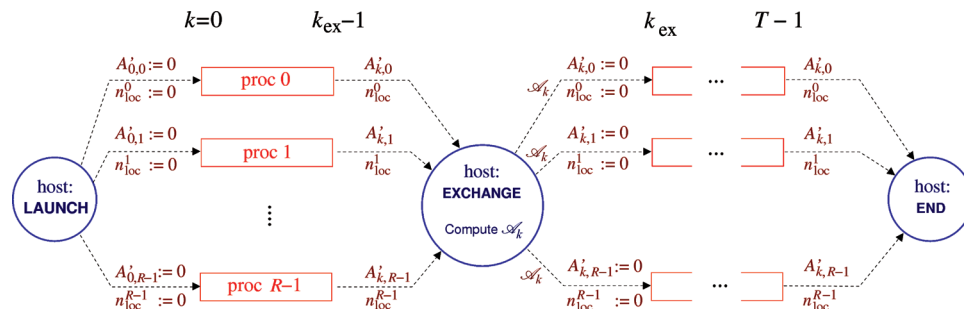 k=0 k_ex−1 k_ex T−1
A'_{0,0} := 0 A'_{k,0} A'_{k,0} := 0 A'_{k,0}
proc 0 𝒜_k ... 
n^0_loc := 0 n^0_loc n^0_loc := 0 n^0_loc
A'_{0,1} := 0 A'_{k,1} A'_{k,1} := 0 A'_{k,1}
proc 1 𝒜_k ...
n^1_loc := 0 n^1_loc n^1_loc := 0 n^1_loc
host: host: host:
LAUNCH EXCHANGE END
Compute 𝒜_k
A'_{0,R−1} := 0 A'_{k,R−1} A'_{k,R−1} := 0 A'_{k,R−1}
proc R−1 𝒜_k ...
n^{R−1}_loc := 0 n^{R−1}_loc n^{R−1}_loc := 0 n^{R−1}_loc